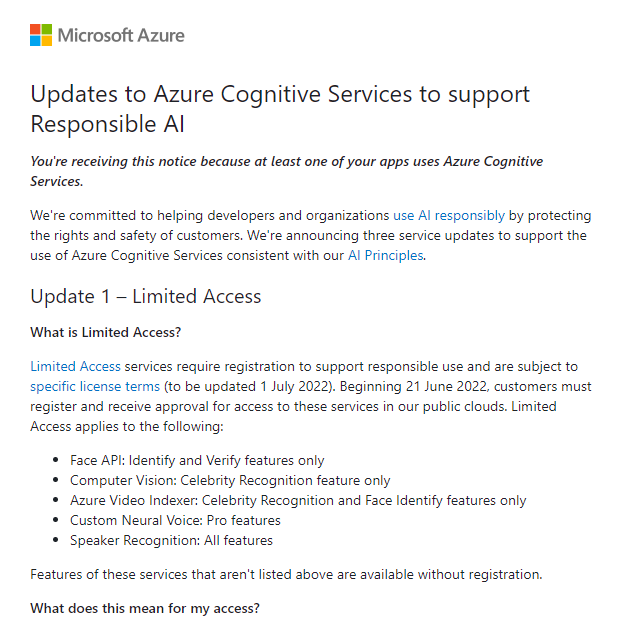 Microsoft Azure
Updates to Azure Cognitive Services to support
Responsible AI
You're receiving this notice because at least one of your apps uses Azure Cognitive
Services.
We're committed to helping developers and organizations use AI responsibly by protecting
the rights and safety of customers. We're announcing three service updates to support the
use of Azure Cognitive Services consistent with our AI Principles.
Update 1 – Limited Access
What is Limited Access?
Limited Access services require registration to support responsible use and are subject to
specific license terms (to be updated 1 July 2022). Beginning 21 June 2022, customers must
register and receive approval for access to these services in our public clouds. Limited
Access applies to the following:
• Face API: Identify and Verify features only
• Computer Vision: Celebrity Recognition feature only
• Azure Video Indexer: Celebrity Recognition and Face Identify features only
• Custom Neural Voice: Pro features
• Speaker Recognition: All features
Features of these services that aren't listed above are available without registration.
What does this mean for my access?